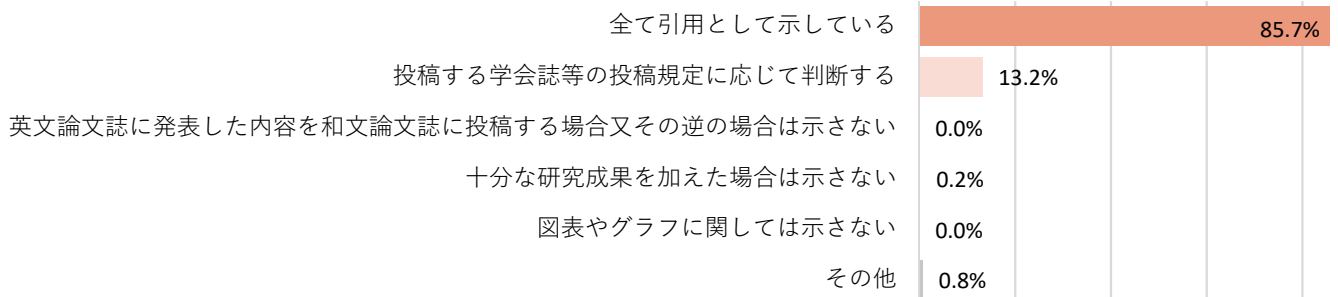 全て引用として示している 85.7%
投稿する学会誌等の投稿規定に応じて判断する 13.2%
英文論文誌に発表した内容を和文論文誌に投稿する場合又その逆の場合は示さない 0.0%
十分な研究成果を加えた場合は示さない 0.2%
図表やグラフに関しては示さない 0.0%
その他 0.8%